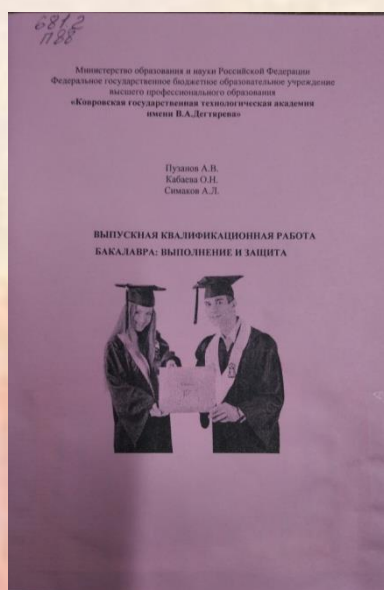 681.2
П88
Министерство образования и науки Российской Федерации
Федеральное государственное бюджетное образовательное учреждение
высшего профессионального образования
«Ковровская государственная технологическая академия
имени В.А.Дегтярева»
Пузанов А.В.
Кабаева О.Н.
Симаков А.Л.
ВЫПУСКНАЯ КВАЛИФИКАЦИОННАЯ РАБОТА
БАКАЛАВРА: ВЫПОЛНЕНИЕ И ЗАЩИТА